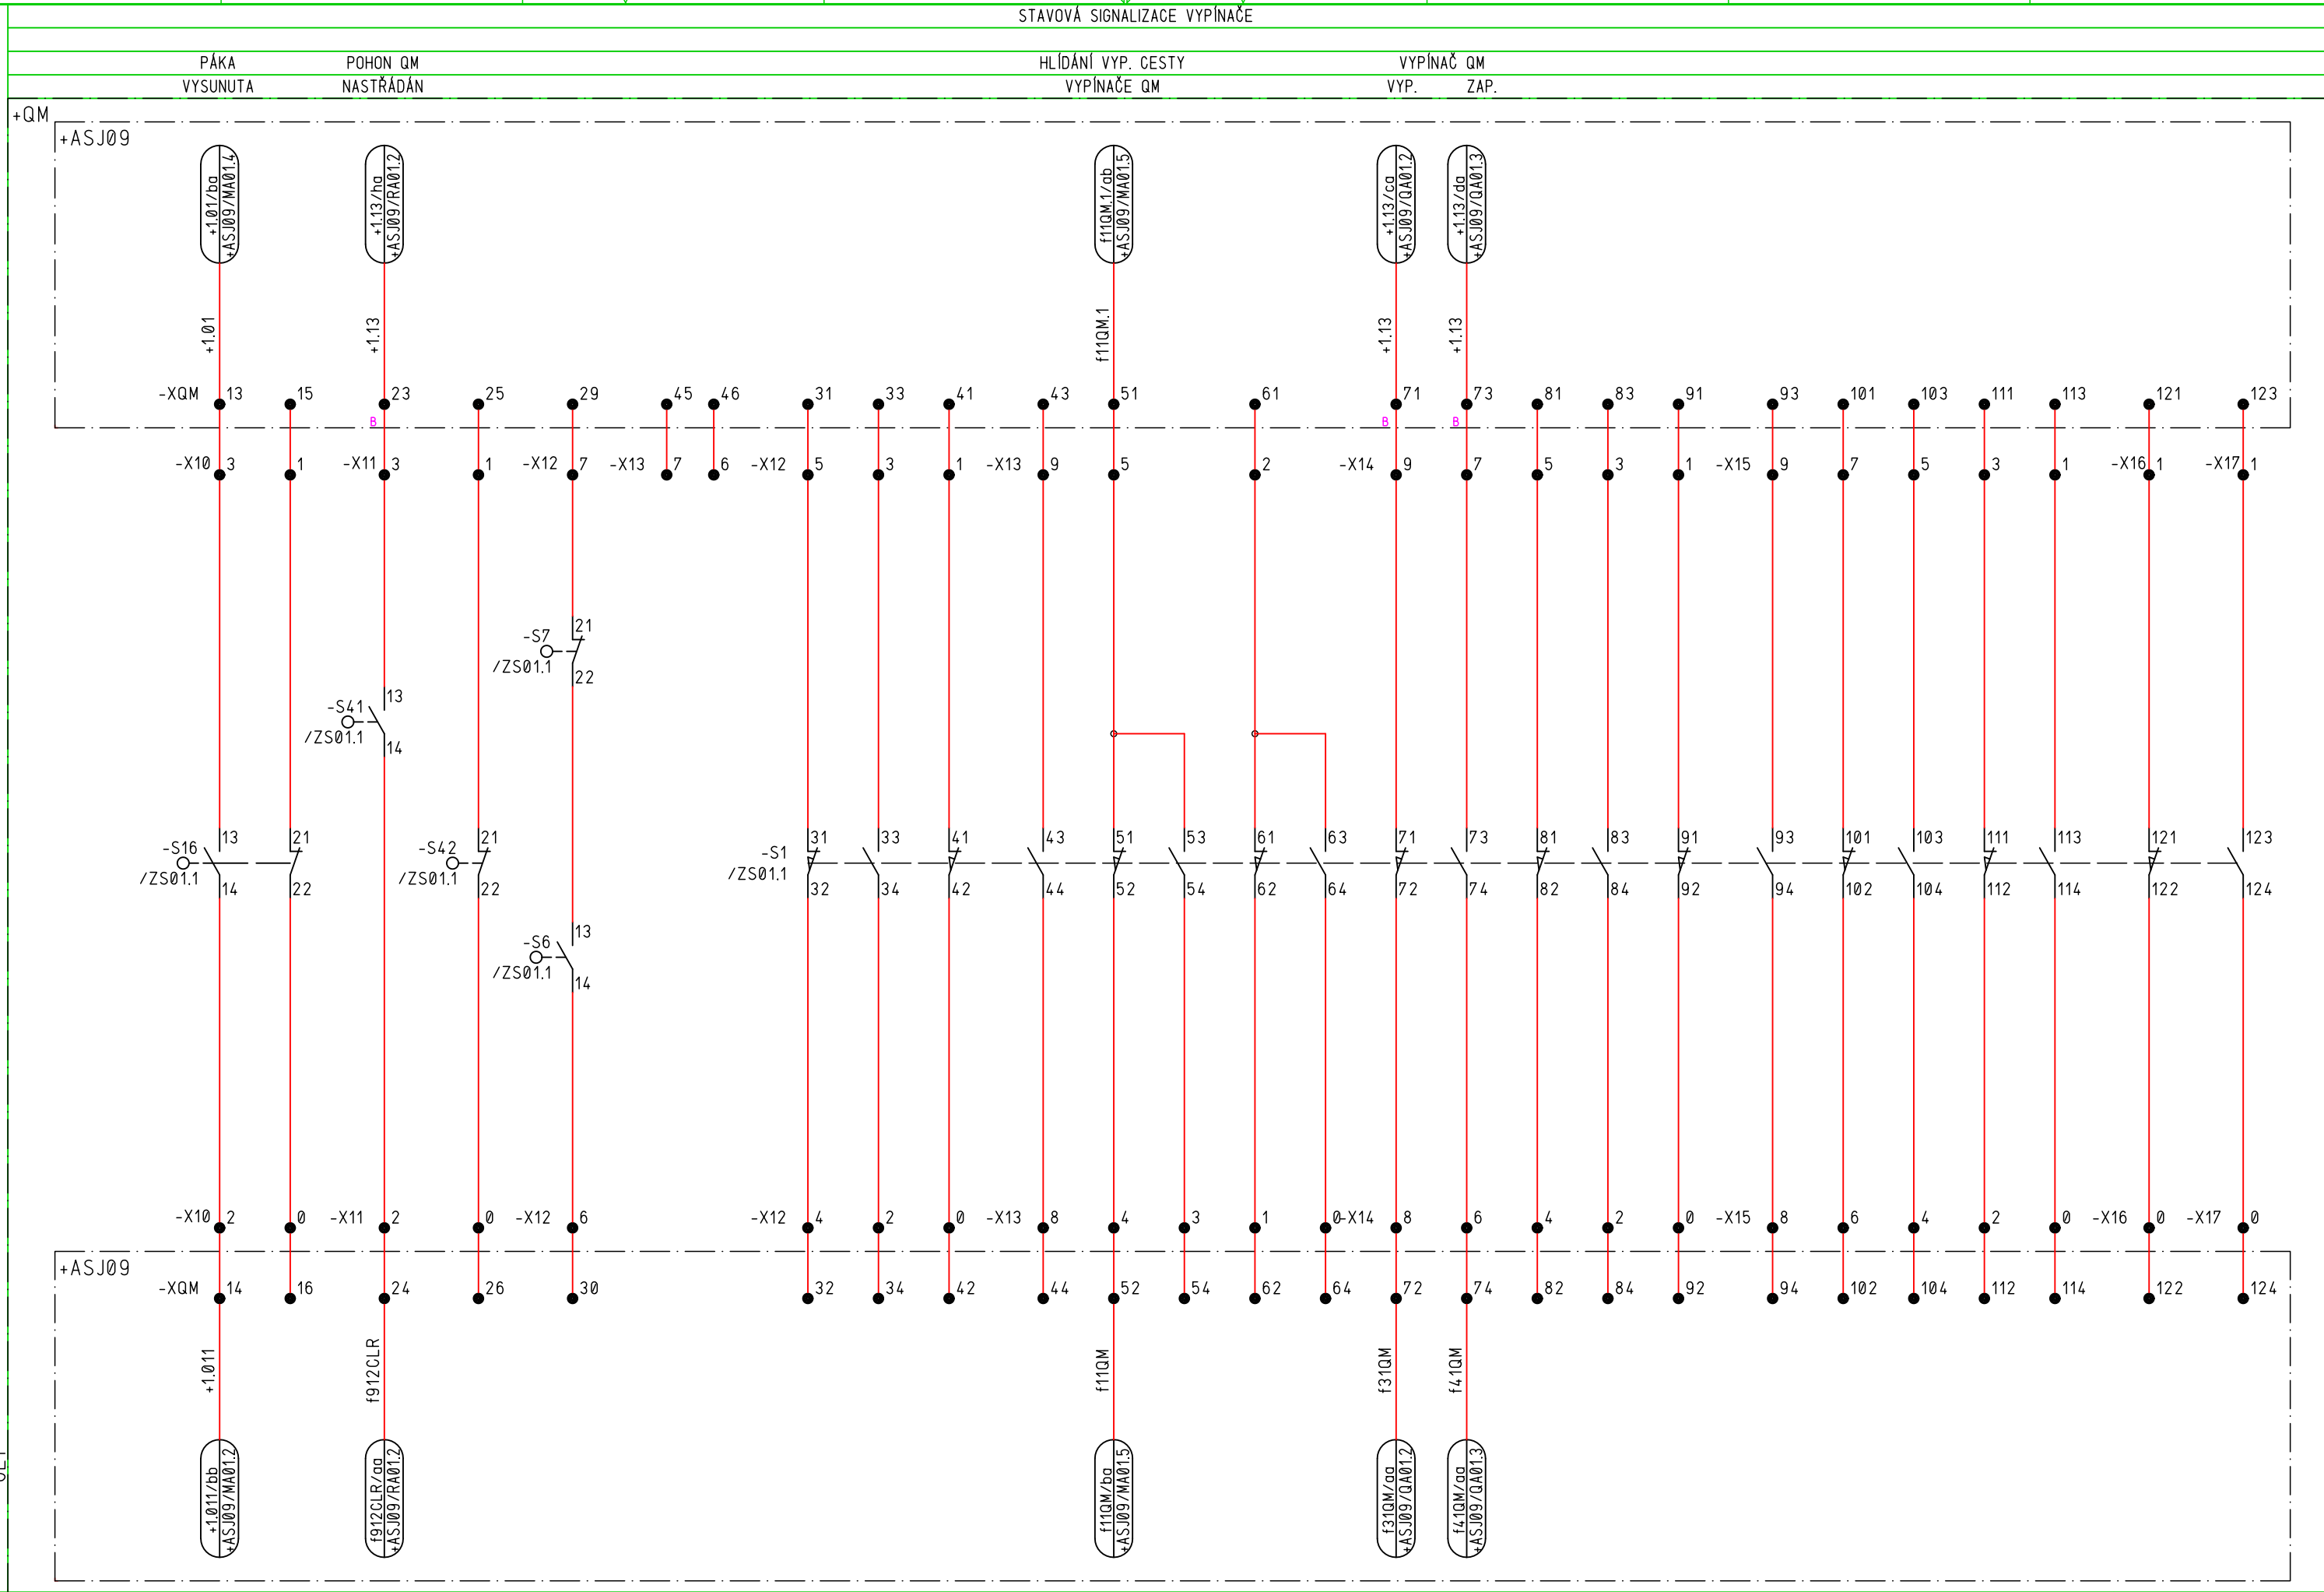 STAVOVÁ SIGNALIZACE VYPÍNAČE
PÁKA POHON QM HLÍDÁNÍ VYP. CESTY VYPÍNAČ QM
VYSUNUTA NASTŘÁDÁN VYPÍNAČE QM VYP. ZAP.
+QM
+ASJ09
+1.01/ba
+ASJ09/MA01.4
+1.13/ha
+ASJ09/RA01.2
f11QM.1/ab
+ASJ09/MA01.5
+1.13/ca
+ASJ09/QA01.2
+1.13/da
+ASJ09/QA01.3
+1.01 +1.13 f11QM.1 +1.13 +1.13
-XQM 13 15 23 25 29 45 46 31 33 41 43 51 61 71 73 81 83 91 93 101 103 111 113 121 123
B B B
-X10 3 1 -X11 3 1 -X12 7 -X13 7 6 -X12 5 3 1 -X13 9 5 2 -X14 9 7 5 3 1 -X15 9 7 5 3 1 -X16 1 -X17 1
-S7 21
/ZS01.1 22
-S41 13
/ZS01.1 14
13 21 21 31 33 41 43 51 53 61 63 71 73 81 83 91 93 101 103 111 113 121 123
-S16 -S42 -S1
/ZS01.1 /ZS01.1 /ZS01.1
14 22 22 32 34 42 44 52 54 62 64 72 74 82 84 92 94 102 104 112 114 122 124
-S6 13
/ZS01.1 14
-X10 2 0 -X11 2 0 -X12 6 -X12 4 2 0 -X13 8 4 3 1 0 -X14 8 6 4 2 0 -X15 8 6 4 2 0 -X16 0 -X17 0
+ASJ09
-XQM 14 16 24 26 30 32 34 42 44 52 54 62 64 72 74 82 84 92 94 102 104 112 114 122 124
+1.011 f912CLR f11QM f31QM f41QM
+1.011/bb
+ASJ09/MA01.2
f912CLR/aa
+ASJ09/RA01.2
f11QM/ba
+ASJ09/MA01.5
f31QM/aa
+ASJ09/QA01.2
f41QM/aa
+ASJ09/QA01.3